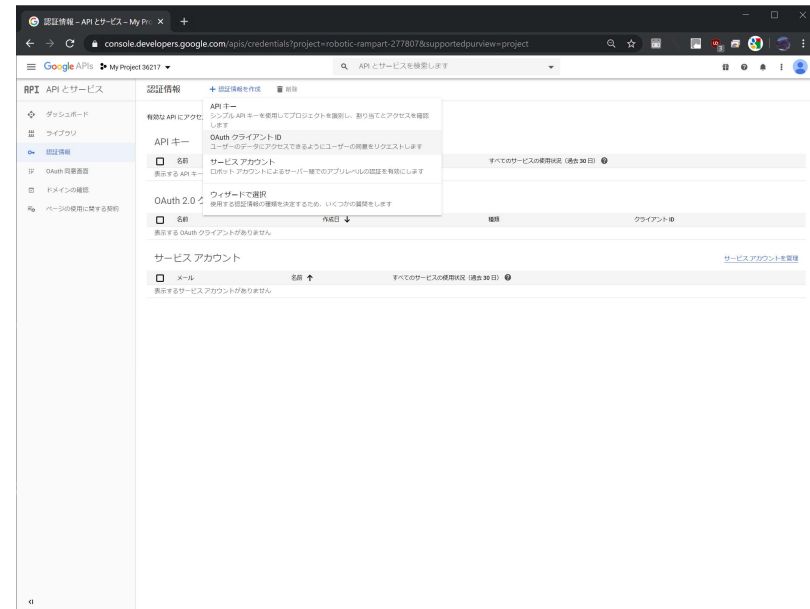 認証情報 – API とサービス – My Pro
console.developers.google.com/apis/credentials?project=robotic-rampart-277807&supportedpurview=project
Google APIs
My Project 36217
API とサービスを検索します
API API とサービス
認証情報
+ 認証情報を作成
削除
ダッシュボード
ライブラリ
認証情報
OAuth 同意画面
ドメインの確認
ページの使用に関する契約
有効な API にアクセ
API キー
シンプル API キーを使用してプロジェクトを識別し、割り当てとアクセスを確認
します
OAuth クライアント ID
ユーザーのデータにアクセスできるようにユーザーの同意をリクエストします
サービス アカウント
ロボット アカウントによるサーバー間でのアプリレベルの認証を有効にします
ウィザードで選択
使用する認証情報の種類を決定するため、いくつかの質問をします
API キー
名前
すべてのサービスの使用状況（過去 30 日）
表示する API キー
OAuth 2.0 ク
名前
作成日
種類
クライアント ID
表示する OAuth クライアントがありません
サービス アカウント
サービス アカウントを管理
メール
名前
すべてのサービスの使用状況（過去 30 日）
表示するサービス アカウントがありません